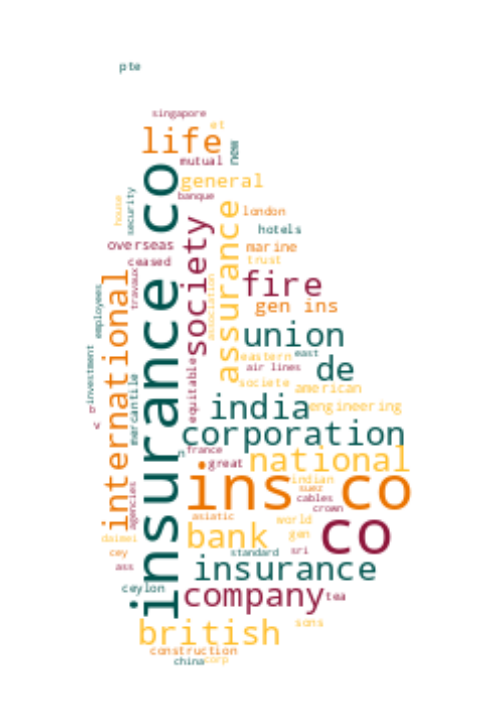 pte
singapore
et
life
new
mutual
general
banque
insurance co
house
security
society
assurance
london
hotels
overseas
marine
trust
ceased
travaux
international
association
fire
employees
gen ins
union
eastern
east
air lines
de
investment
mercantile
equitable
societe
american
india
engineering
corporation
france
great
national
ins co
indian
suez
cables
crown
agencies
asiatic
world
co
bank
gen
daimei
standard
sri
cey
ass
insurance
ceylon
company
tea
british
sons
construction
china
corp